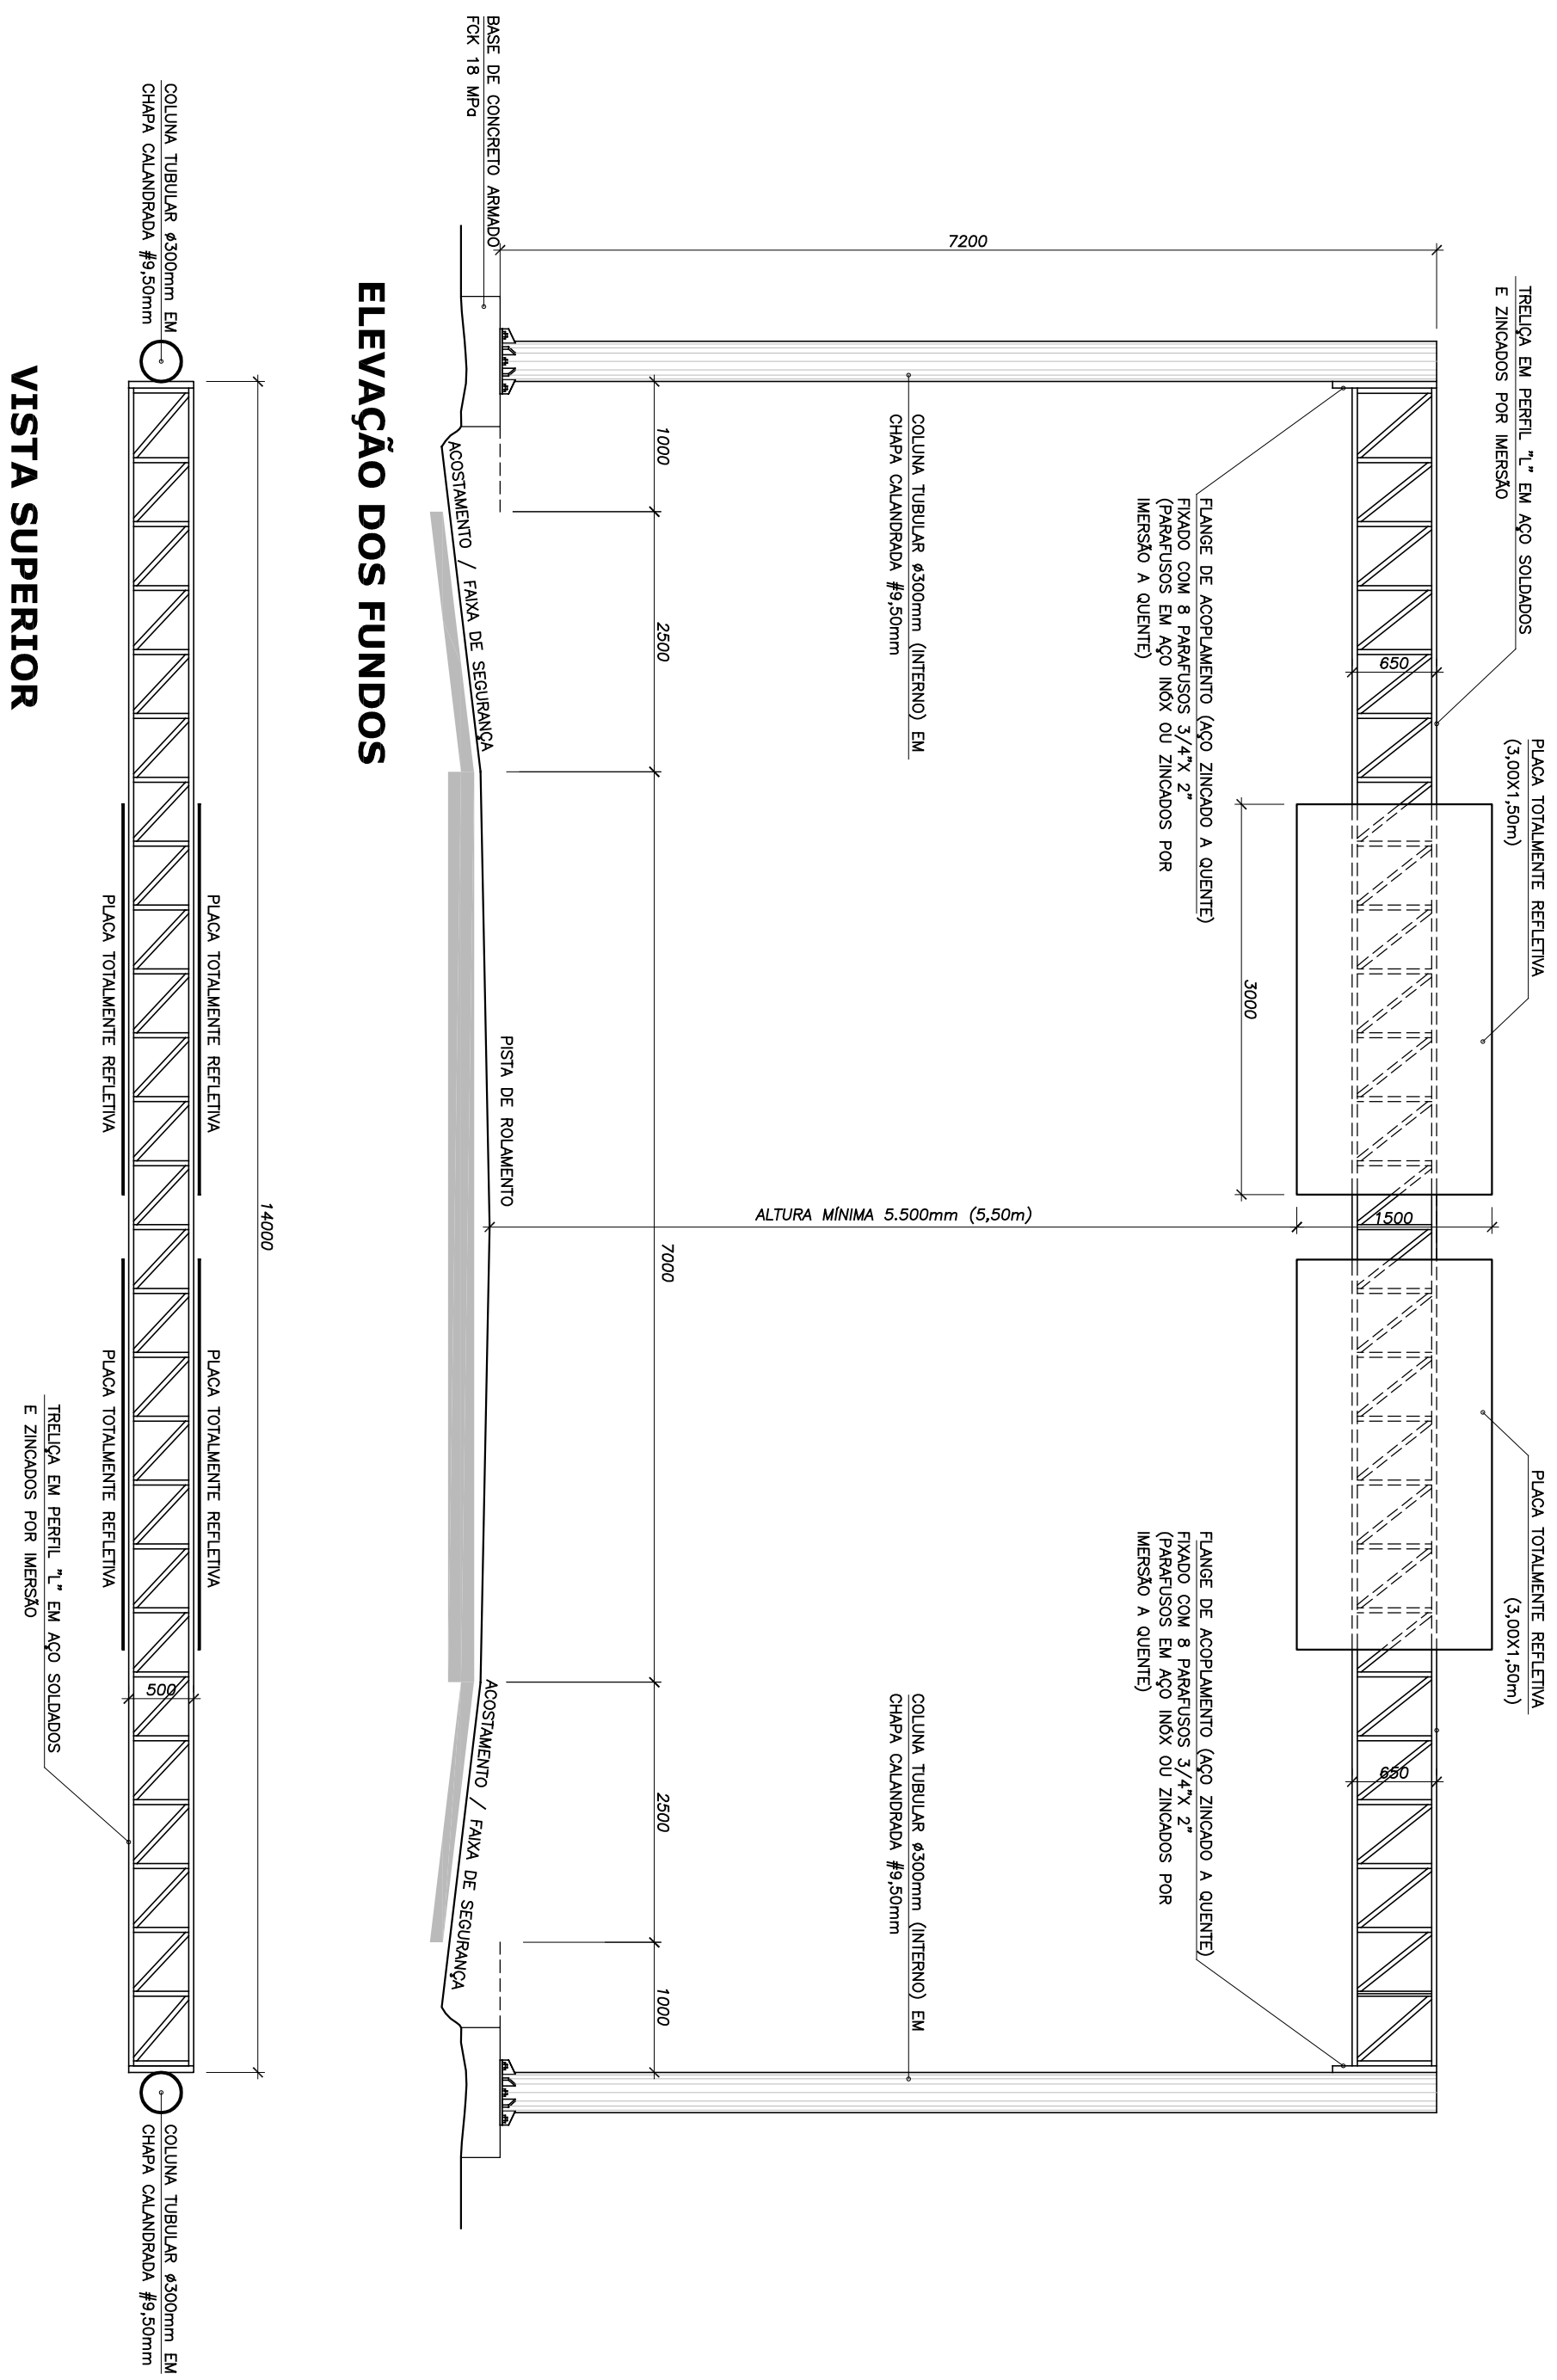 TRELIÇA EM PERFIL "L" EM AÇO SOLDADOS
E ZINCADOS POR IMERSÃO
PLACA TOTALMENTE REFLETIVA
(3,00X1,50m)
PLACA TOTALMENTE REFLETIVA
(3,00X1,50m)
650
1500
650
3000
7200
FLANGE DE ACOPLAMENTO (AÇO ZINCADO A QUENTE)
FIXADO COM 8 PARAFUSOS 3/4"X 2"
(PARAFUSOS EM AÇO INÓX OU ZINCADOS POR
IMERSÃO A QUENTE)
FLANGE DE ACOPLAMENTO (AÇO ZINCADO A QUENTE)
FIXADO COM 8 PARAFUSOS 3/4"X 2"
(PARAFUSOS EM AÇO INÓX OU ZINCADOS POR
IMERSÃO A QUENTE)
COLUNA TUBULAR ø300mm (INTERNO) EM
CHAPA CALANDRADA #9,50mm
ALTURA MÍNIMA 5.500mm (5,50m)
COLUNA TUBULAR ø300mm (INTERNO) EM
CHAPA CALANDRADA #9,50mm
1000
2500
7000
2500
1000
BASE DE CONCRETO ARMADO
FCK 18 MPa
ACOSTAMENTO / FAIXA DE SEGURANÇA
PISTA DE ROLAMENTO
ACOSTAMENTO / FAIXA DE SEGURANÇA
ELEVAÇÃO DOS FUNDOS
14000
PLACA TOTALMENTE REFLETIVA
PLACA TOTALMENTE REFLETIVA
COLUNA TUBULAR ø300mm EM
CHAPA CALANDRADA #9,50mm
500
COLUNA TUBULAR ø300mm EM
CHAPA CALANDRADA #9,50mm
PLACA TOTALMENTE REFLETIVA
PLACA TOTALMENTE REFLETIVA
TRELIÇA EM PERFIL "L" EM AÇO SOLDADOS
E ZINCADOS POR IMERSÃO
VISTA SUPERIOR